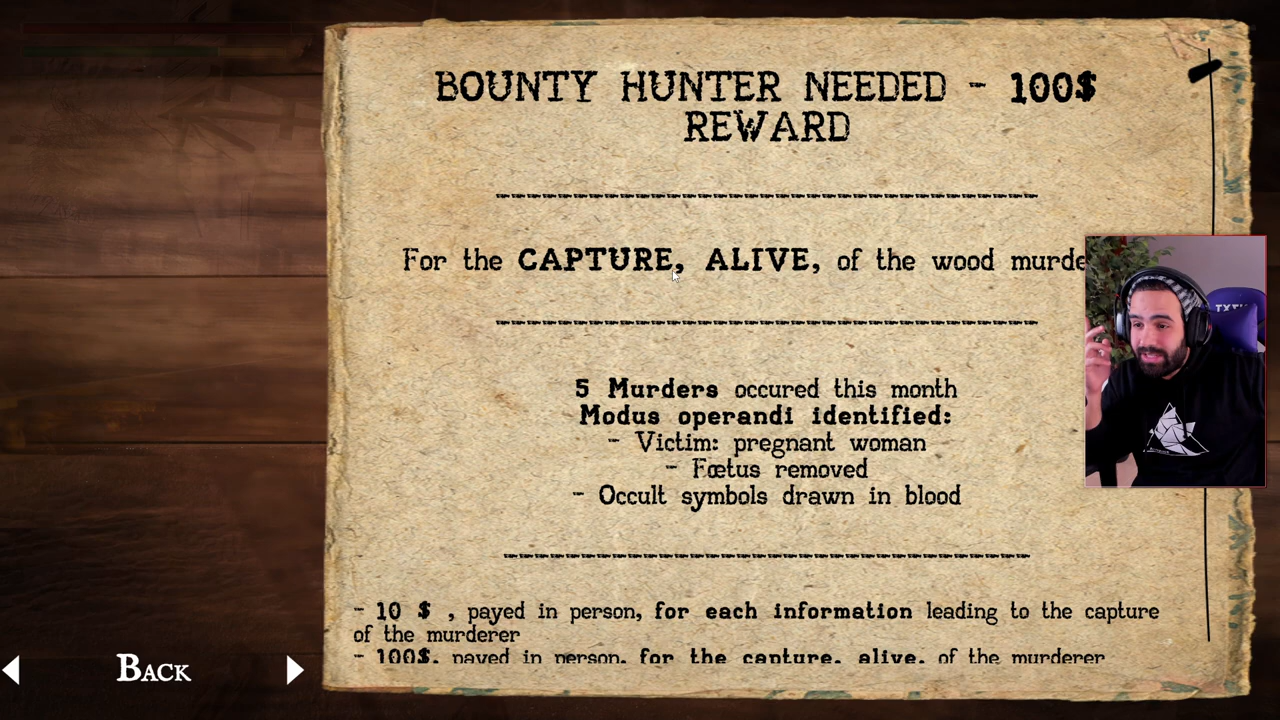 BOUNTY HUNTER NEEDED - 100$
REWARD
For the CAPTURE, ALIVE, of the wood
5 Murders occured this month
Modus operandi identified:
- Victim: pregnant woman
- Fœtus removed
- Occult symbols drawn in blood
- 10 $ , payed in person, for each information leading to the capture
of the murderer
- 100$, payed in person, for the capture, alive, of the murderer
BACK